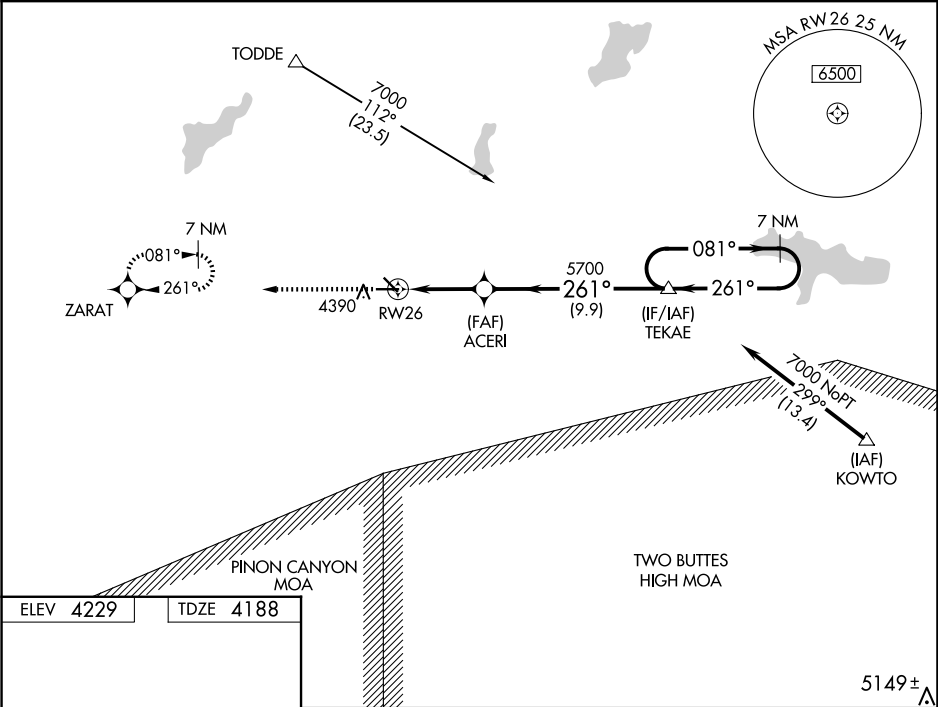 MSA RW26 25 NM
6500
TODDE
7000
112°
(23.5)
7 NM
081°
261°
ZARAT
4390
RW26
(FAF)
ACERI
5700
261°
(9.9)
(IF/IAF)
TEKAE
7 NM
081°
261°
7000 NoPT
299°
(13.4)
(IAF)
KOWTO
PINON CANYON
MOA
TWO BUTTES
HIGH MOA
ELEV 4229
TDZE 4188
5149±